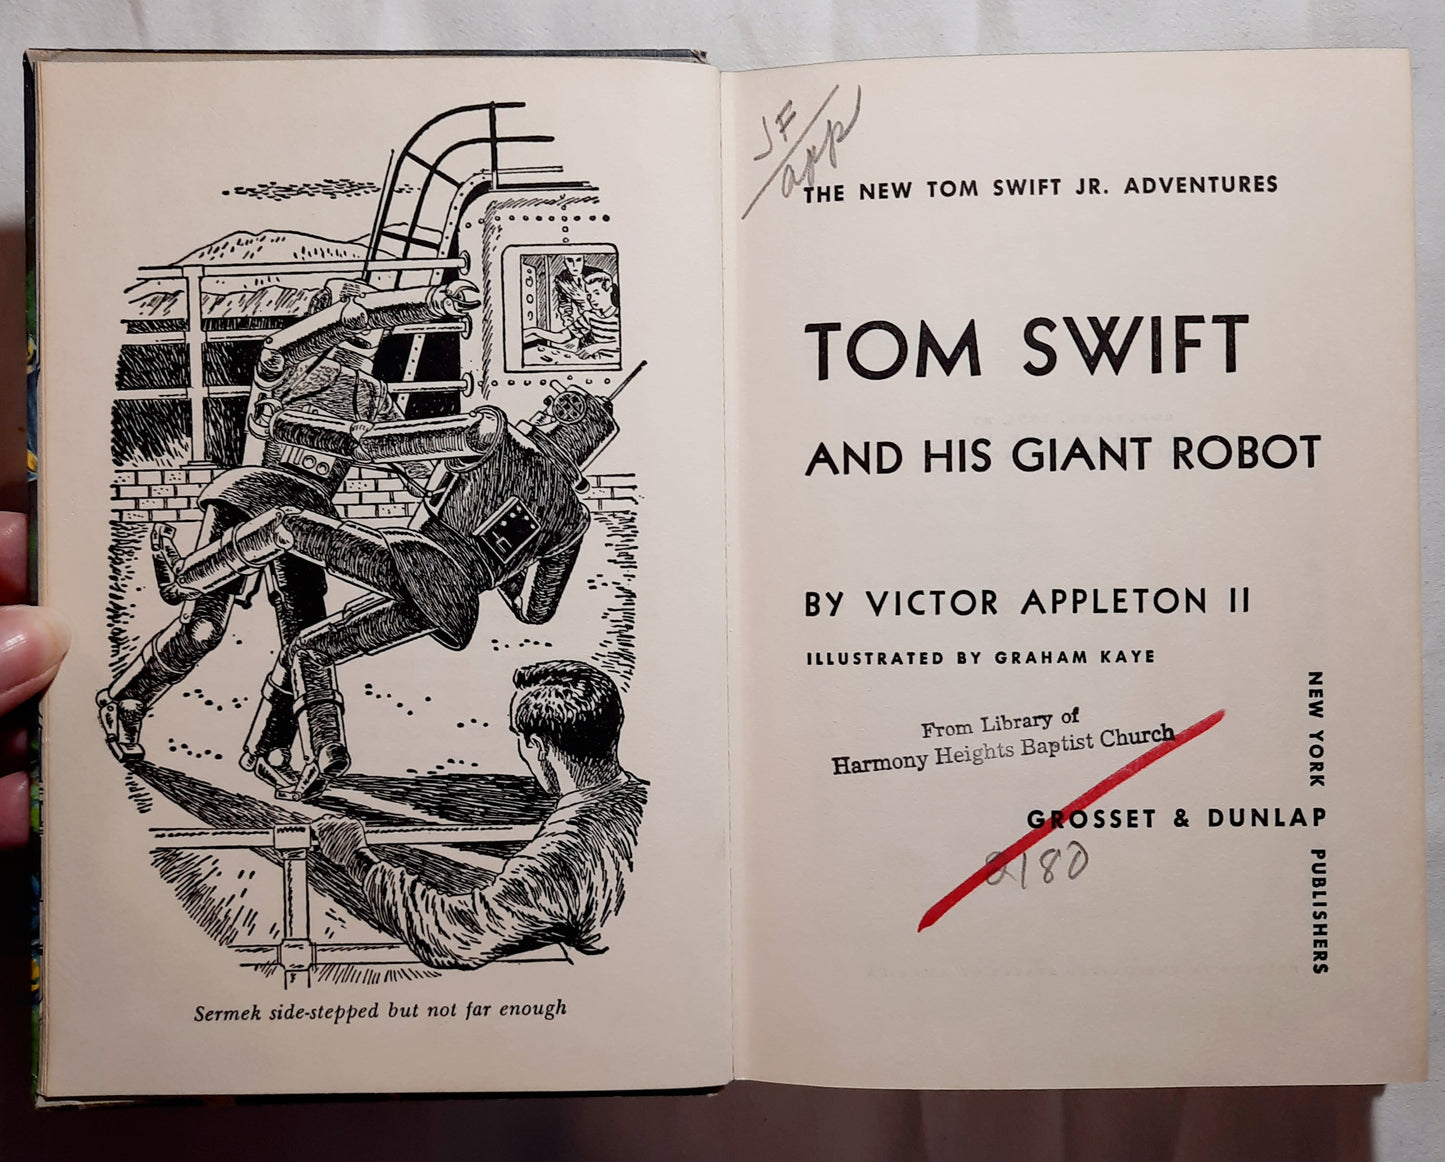 Sermek side-stepped but not far enough
JF
app
THE NEW TOM SWIFT JR. ADVENTURES
TOM SWIFT
AND HIS GIANT ROBOT
BY VICTOR APPLETON II
ILLUSTRATED BY GRAHAM KAYE
From Library of
Harmony Heights Baptist Church
GROSSET & DUNLAP
NEW YORK PUBLISHERS
2180